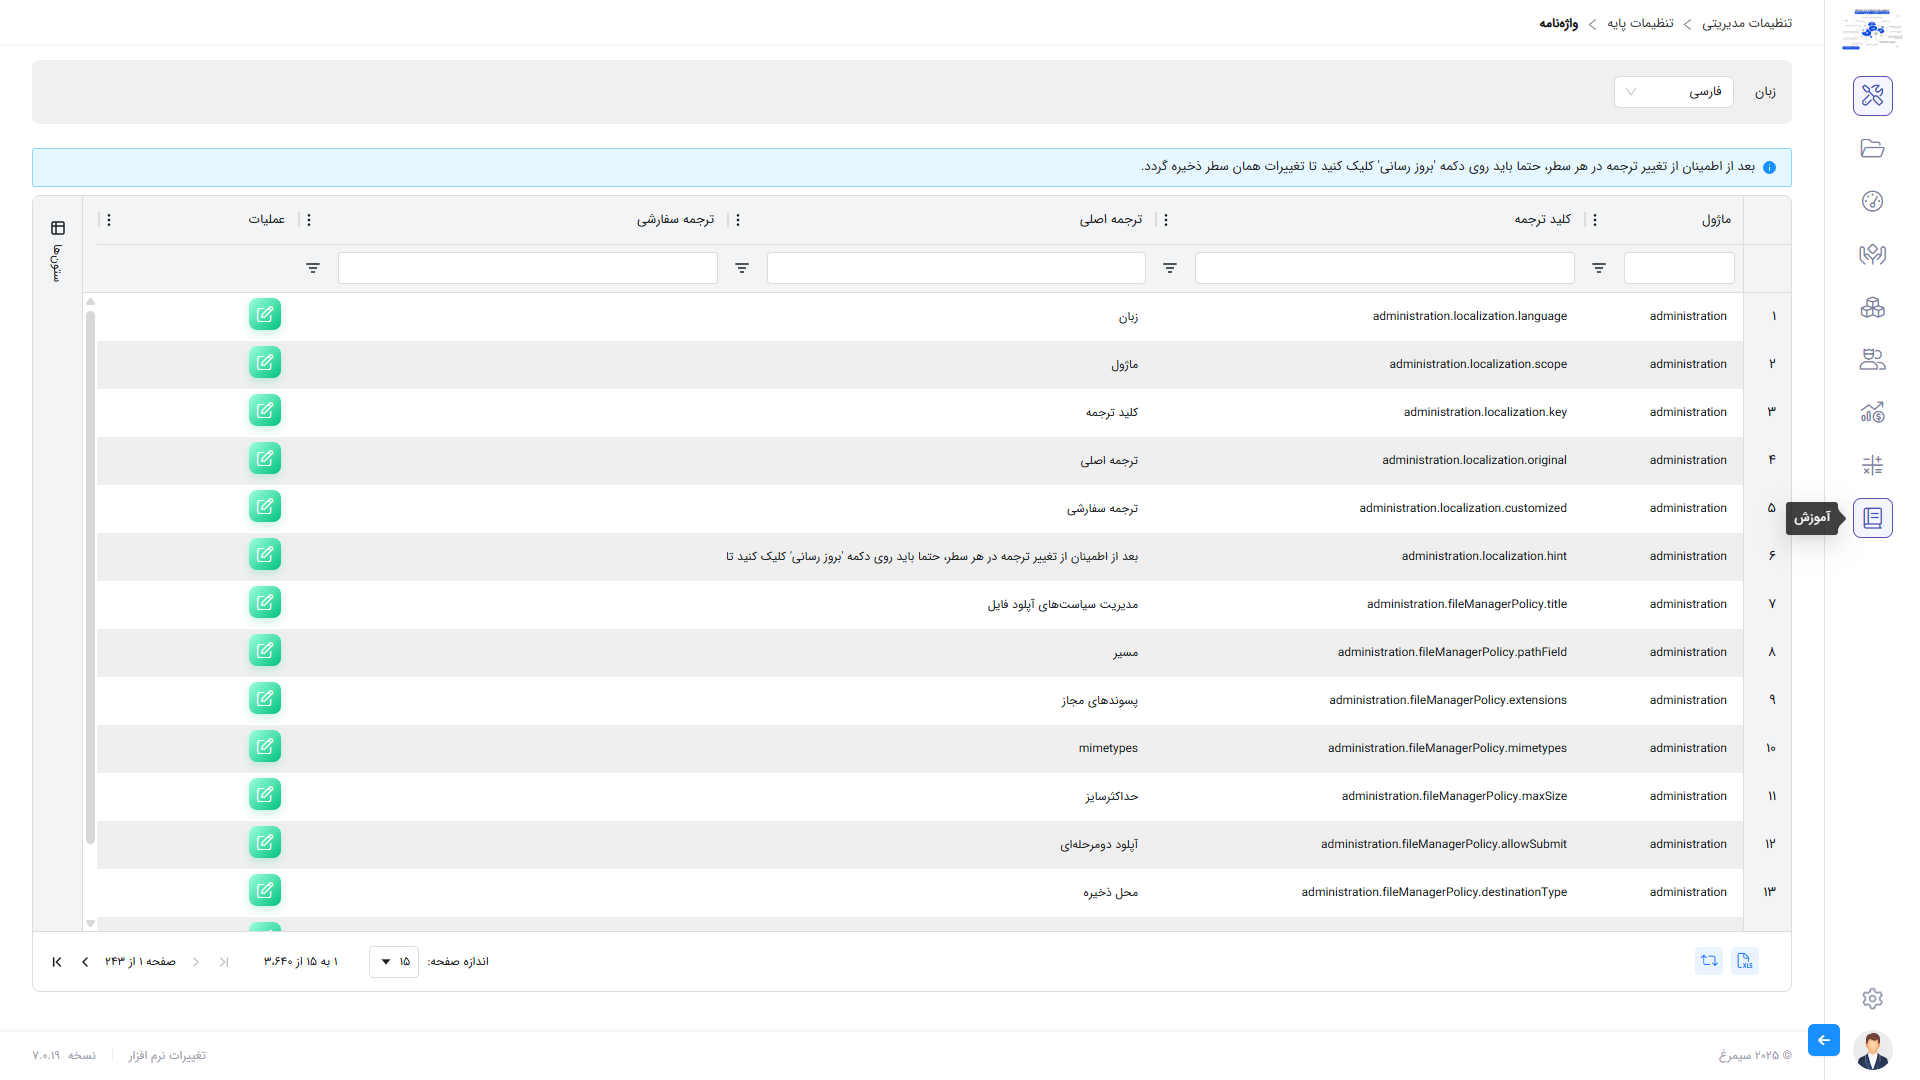 تنظیمات مدیریتی > تنظیمات پایه > واژه‌نامه
زبان
فارسی
بعد از اطمینان از تغییر ترجمه در هر سطر، حتما باید روی دکمه 'بروز رسانی' کلیک کنید تا تغییرات همان سطر ذخیره گردد.
ماژول کلید ترجمه ترجمه اصلی ترجمه سفارشی عملیات
ستون‌ها
۱ administration administration.localization.language زبان
۲ administration administration.localization.scope ماژول
۳ administration administration.localization.key کلید ترجمه
۴ administration administration.localization.original ترجمه اصلی
۵ administration administration.localization.customized ترجمه سفارشی
آموزش
۶ administration administration.localization.hint بعد از اطمینان از تغییر ترجمه در هر سطر، حتما باید روی دکمه 'بروز رسانی' کلیک کنید تا
۷ administration administration.fileManagerPolicy.title مدیریت سیاست‌های آپلود فایل
۸ administration administration.fileManagerPolicy.pathField مسیر
۹ administration administration.fileManagerPolicy.extensions پسوندهای مجاز
۱۰ administration administration.fileManagerPolicy.mimetypes mimetypes
۱۱ administration administration.fileManagerPolicy.maxSize حداکثرسایز
۱۲ administration administration.fileManagerPolicy.allowSubmit آپلود دومرحله‌ای
۱۳ administration administration.fileManagerPolicy.destinationType محل ذخیره
XLS
اندازه صفحه: ۱۵ ۱ به ۱۵ از ۳،۶۴۰ صفحه ۱ از ۲۴۳
© ۲۰۲۵ سیمرغ
تغییرات نرم افزار نسخه ۷.۰.۱۹